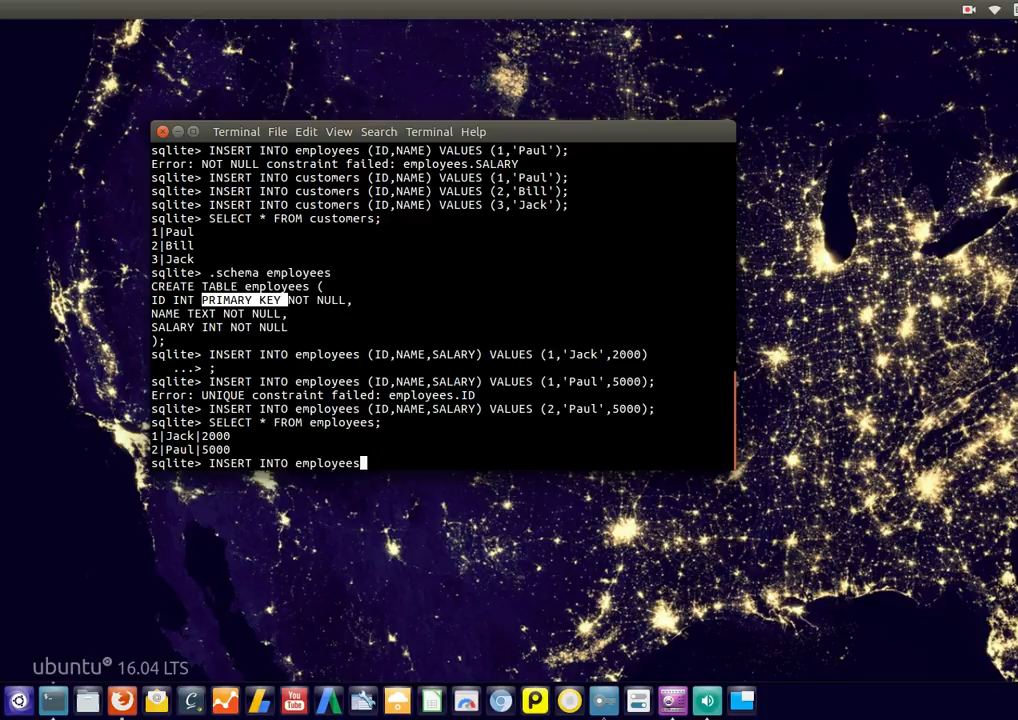 Terminal File Edit View Search Terminal Help
sqlite> INSERT INTO employees (ID,NAME) VALUES (1,'Paul');
Error: NOT NULL constraint failed: employees.SALARY
sqlite> INSERT INTO customers (ID,NAME) VALUES (1,'Paul');
sqlite> INSERT INTO customers (ID,NAME) VALUES (2,'Bill');
sqlite> INSERT INTO customers (ID,NAME) VALUES (3,'Jack');
sqlite> SELECT * FROM customers;
1|Paul
2|Bill
3|Jack
sqlite> .schema employees
CREATE TABLE employees (
ID INT PRIMARY KEY NOT NULL,
NAME TEXT NOT NULL,
SALARY INT NOT NULL
);
sqlite> INSERT INTO employees (ID,NAME,SALARY) VALUES (1,'Jack',2000)
...> ;
sqlite> INSERT INTO employees (ID,NAME,SALARY) VALUES (1,'Paul',5000);
Error: UNIQUE constraint failed: employees.ID
sqlite> INSERT INTO employees (ID,NAME,SALARY) VALUES (2,'Paul',5000);
sqlite> SELECT * FROM employees;
1|Jack|2000
2|Paul|5000
sqlite> INSERT INTO employees
ubuntu® 16.04 LTS
You Tube